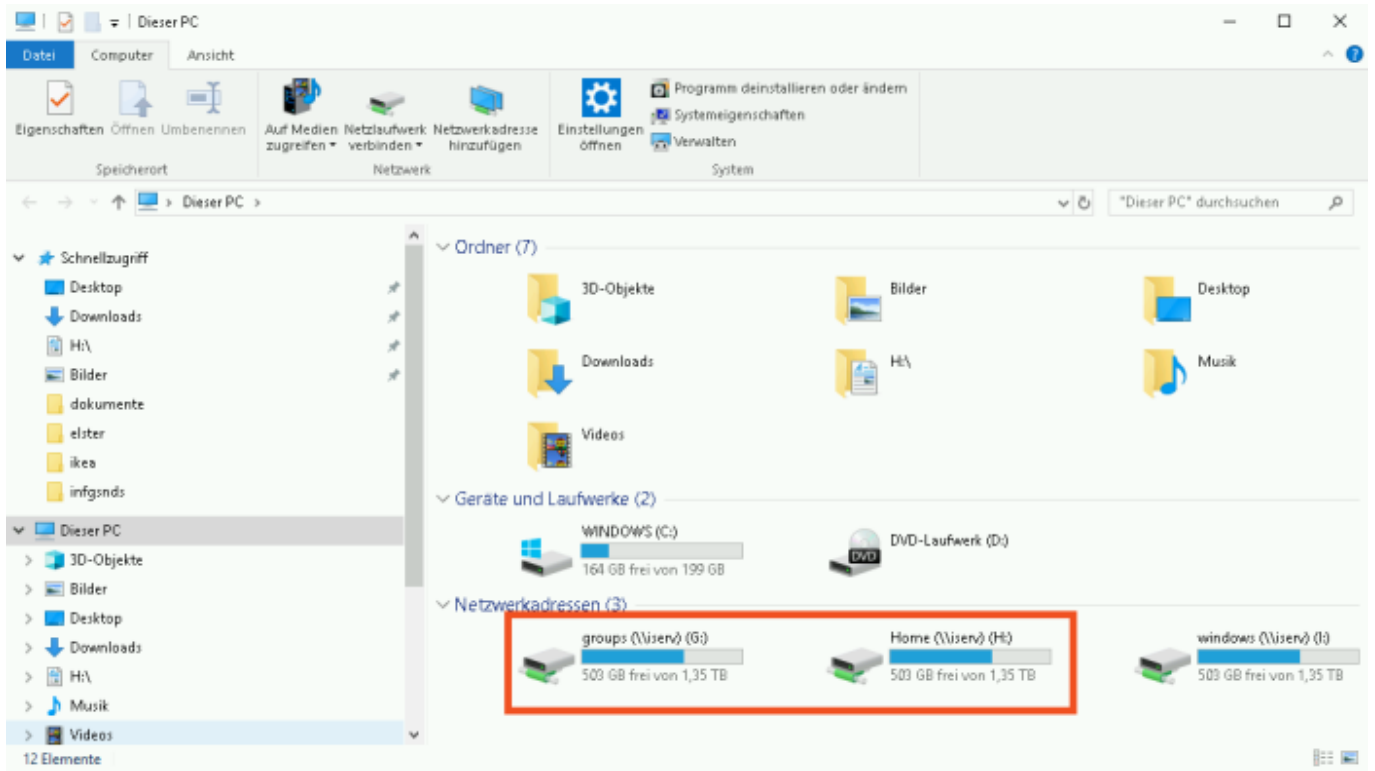 Dieser PC
Datei Computer Ansicht
Eigenschaften Öffnen Umbenennen
Auf Medien zugreifen
Netzlaufwerk verbinden
Netzwerkadresse hinzufügen
Einstellungen öffnen
Programm deinstallieren oder ändern
Systemeigenschaften
Verwalten
Speicherort Netzwerk System
Dieser PC
"Dieser PC" durchsuchen
Schnellzugriff
Desktop
Downloads
H:\
Bilder
dokumente
elster
ikea
infgsnds
Dieser PC
3D-Objekte
Bilder
Desktop
Downloads
H:\
Musik
Videos
Ordner (7)
3D-Objekte Bilder Desktop
Downloads H:\ Musik
Videos
Geräte und Laufwerke (2)
WINDOWS (C:)
164 GB frei von 199 GB
DVD
DVD-Laufwerk (D:)
Netzwerkadressen (3)
groups (\\iserv) (G:)
503 GB frei von 1,35 TB
Home (\\iserv) (H:)
503 GB frei von 1,35 TB
windows (\\iserv) (I:)
503 GB frei von 1,35 TB
12 Elemente